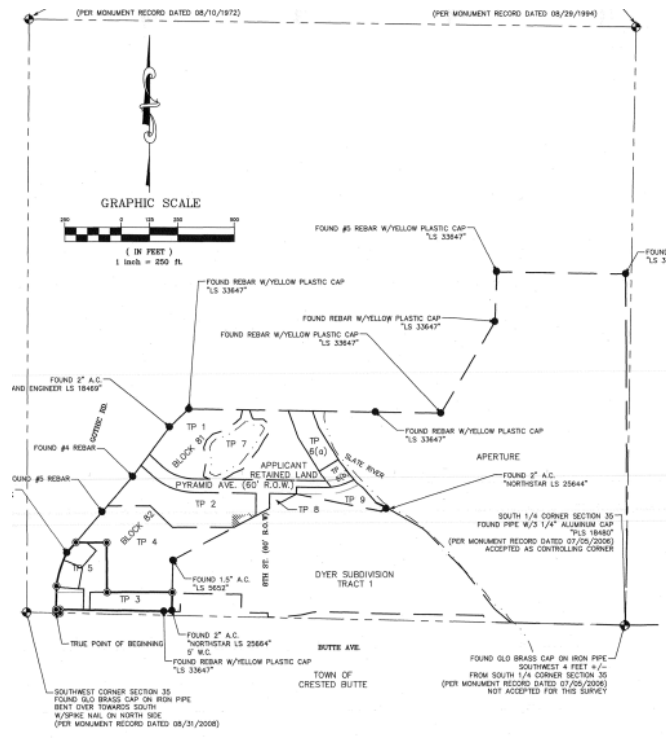 (PER MONUMENT RECORD DATED 08/10/1972)
(PER MONUMENT RECORD DATED 08/29/1994)
GRAPHIC SCALE
250 0 125 250 500
( IN FEET )
1 inch = 250 ft.
FOUND #5 REBAR W/YELLOW PLASTIC CAP
"LS 33647"
FOUND
"LS 3
FOUND REBAR W/YELLOW PLASTIC CAP
"LS 33647"
FOUND REBAR W/YELLOW PLASTIC CAP
"LS 33647"
FOUND REBAR W/YELLOW PLASTIC CAP
"LS 33647"
FOUND 2" A.C.
AND ENGINEER LS 18469"
GOTHIC RD.
TP 1
BLOCK 81
TP 7
TP
6(a)
FOUND REBAR W/YELLOW PLASTIC CAP
"LS 33647"
SLATE RIVER
FOUND #4 REBAR
APPLICANT
RETAINED LAND
APERTURE
OUND #5 REBAR
PYRAMID AVE. (60' R.O.W.)
FOUND 2" A.C.
"NORTHSTAR LS 25644"
TP 2
TP 9
TP 8
BLOCK 82
TP 4
8TH ST. (60' R.O.W)
SOUTH 1/4 CORNER SECTION 35
FOUND PIPE W/3 1/4" ALUMINUM CAP
"PLS 18480"
(PER MONUMENT RECORD DATED 07/05/2006)
ACCEPTED AS CONTROLLING CORNER
TP 5
FOUND 1.5" A.C.
"LS 5652"
DYER SUBDIVISION
TRACT 1
TP 3
TRUE POINT OF BEGINNING
FOUND 2" A.C.
"NORTHSTAR LS 25664"
5' W.C.
FOUND REBAR W/YELLOW PLASTIC CAP
"LS 33647"
BUTTE AVE.
TOWN OF
CRESTED BUTTE
FOUND GLO BRASS CAP ON IRON PIPE
SOUTHWEST 4 FEET +/-
FROM SOUTH 1/4 CORNER SECTION 35
(PER MONUMENT RECORD DATED 07/05/2006)
NOT ACCEPTED FOR THIS SURVEY
SOUTHWEST CORNER SECTION 35
FOUND GLO BRASS CAP ON IRON PIPE
BENT OVER TOWARDS SOUTH
W/SPIKE NAIL ON NORTH SIDE
(PER MONUMENT RECORD DATED 08/31/2008)